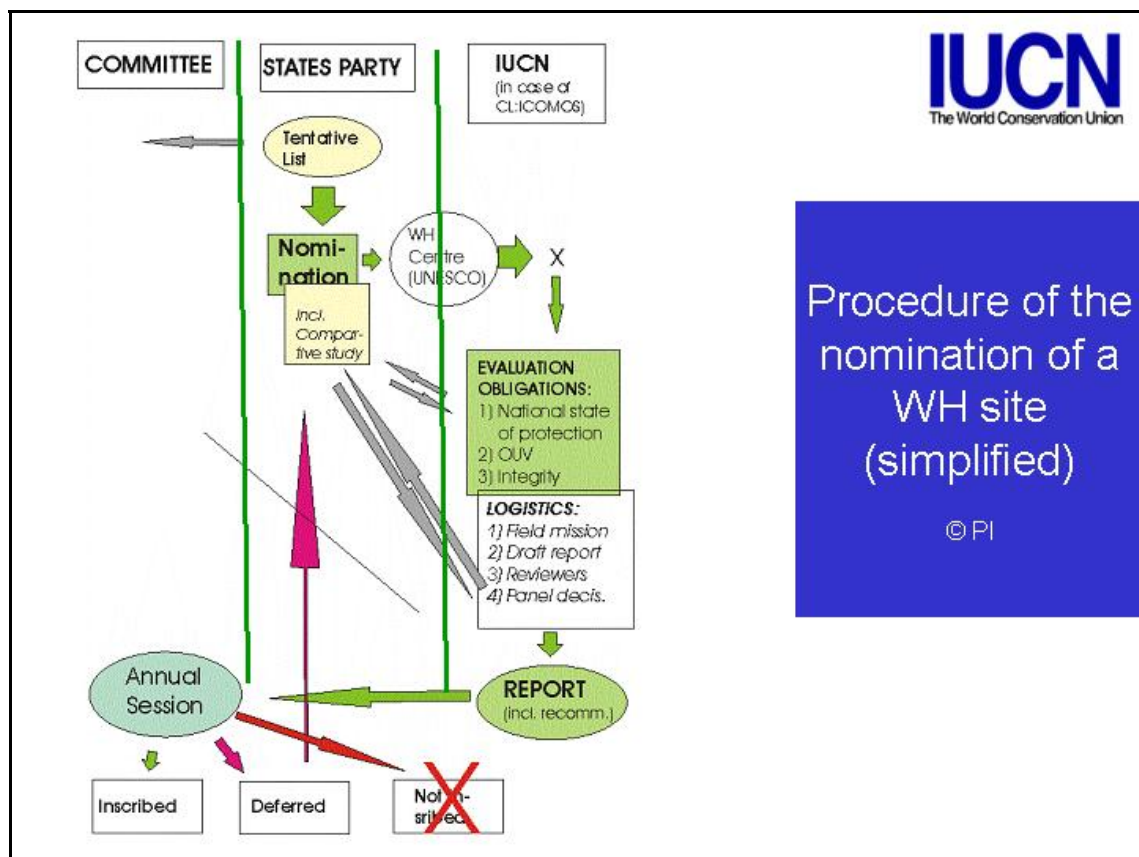 COMMITTEE
STATES PARTY
IUCN
(in case of
CL:ICOMOS)
IUCN
The World Conservation Union
Tentative
List
Nomi-
nation
Incl.
Compar-
tive study
WH
Centre
(UNESCO)
X
EVALUATION
OBLIGATIONS:
1) National state
of protection
2) OUV
3) Integrity
LOGISTICS:
1) Field mission
2) Draft report
3) Reviewers
4) Panel decis.
REPORT
(incl. recomm.)
Annual
Session
Inscribed
Deferred
Not in-
sribed
Procedure of the
nomination of a
WH site
(simplified)
© PI